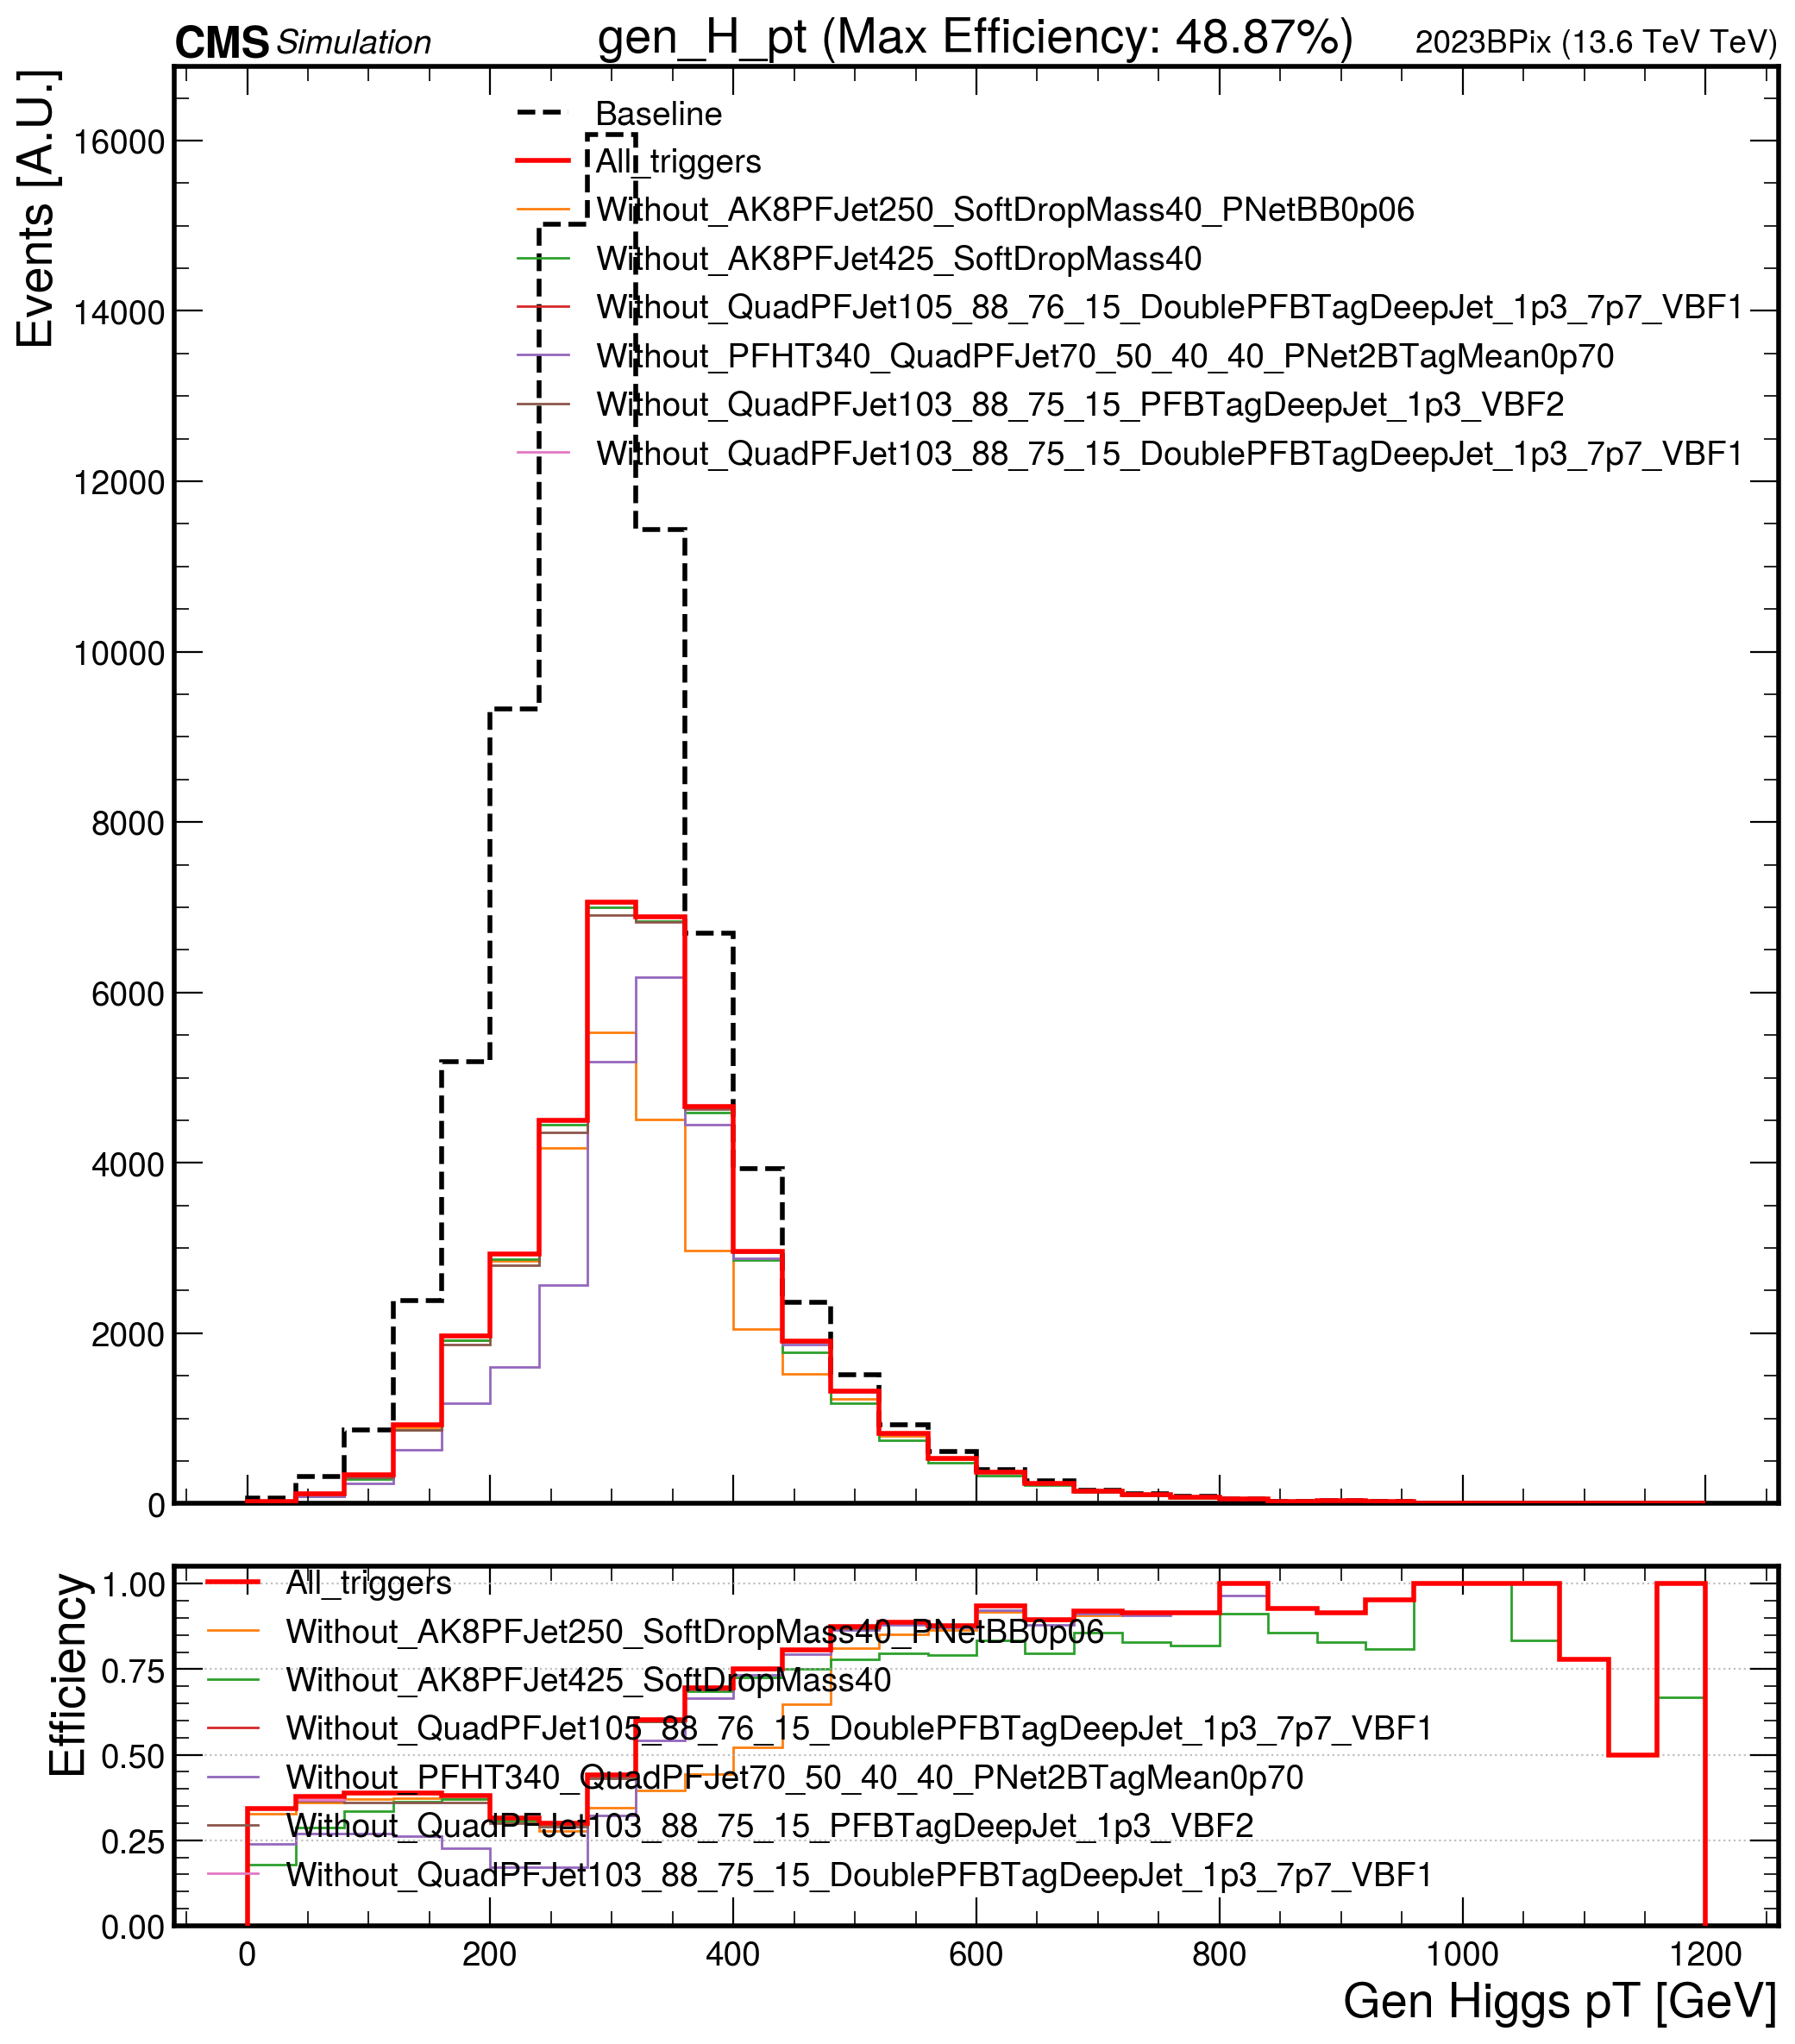 CMS Simulation gen_H_pt (Max Efficiency: 48.87%) 2023BPix (13.6 TeV TeV)
Events [A.U.]
Baseline
All_triggers
Without_AK8PFJet250_SoftDropMass40_PNetBB0p06
Without_AK8PFJet425_SoftDropMass40
Without_QuadPFJet105_88_76_15_DoublePFBTagDeepJet_1p3_7p7_VBF1
Without_PFHT340_QuadPFJet70_50_40_40_PNet2BTagMean0p70
Without_QuadPFJet103_88_75_15_PFBTagDeepJet_1p3_VBF2
Without_QuadPFJet103_88_75_15_DoublePFBTagDeepJet_1p3_7p7_VBF1
16000
14000
12000
10000
8000
6000
4000
2000
0
Efficiency
1.00
0.75
0.50
0.25
0.00
All_triggers
Without_AK8PFJet250_SoftDropMass40_PNetBB0p06
Without_AK8PFJet425_SoftDropMass40
Without_QuadPFJet105_88_76_15_DoublePFBTagDeepJet_1p3_7p7_VBF1
Without_PFHT340_QuadPFJet70_50_40_40_PNet2BTagMean0p70
Without_QuadPFJet103_88_75_15_PFBTagDeepJet_1p3_VBF2
Without_QuadPFJet103_88_75_15_DoublePFBTagDeepJet_1p3_7p7_VBF1
0 200 400 600 800 1000 1200
Gen Higgs pT [GeV]